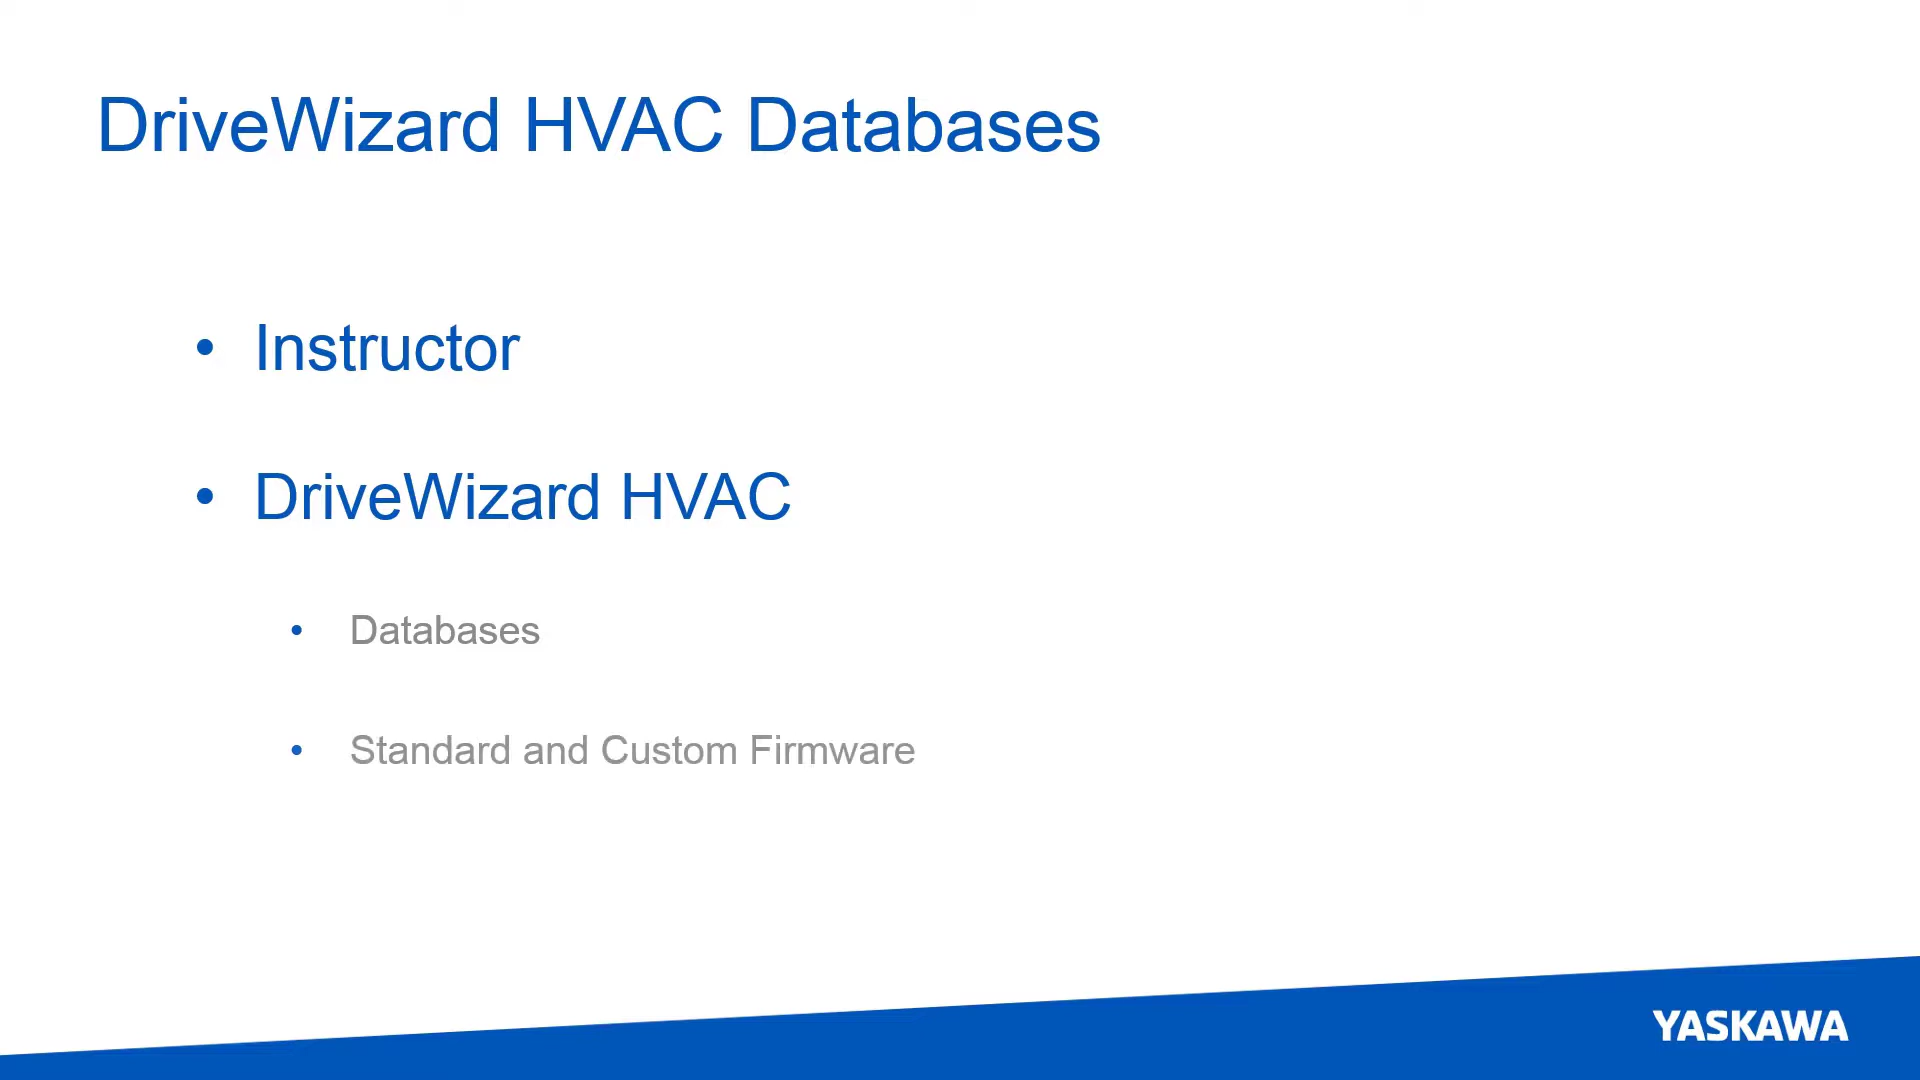 DriveWizard HVAC Databases
• Instructor
• DriveWizard HVAC
• Databases
• Standard and Custom Firmware
YASKAWA